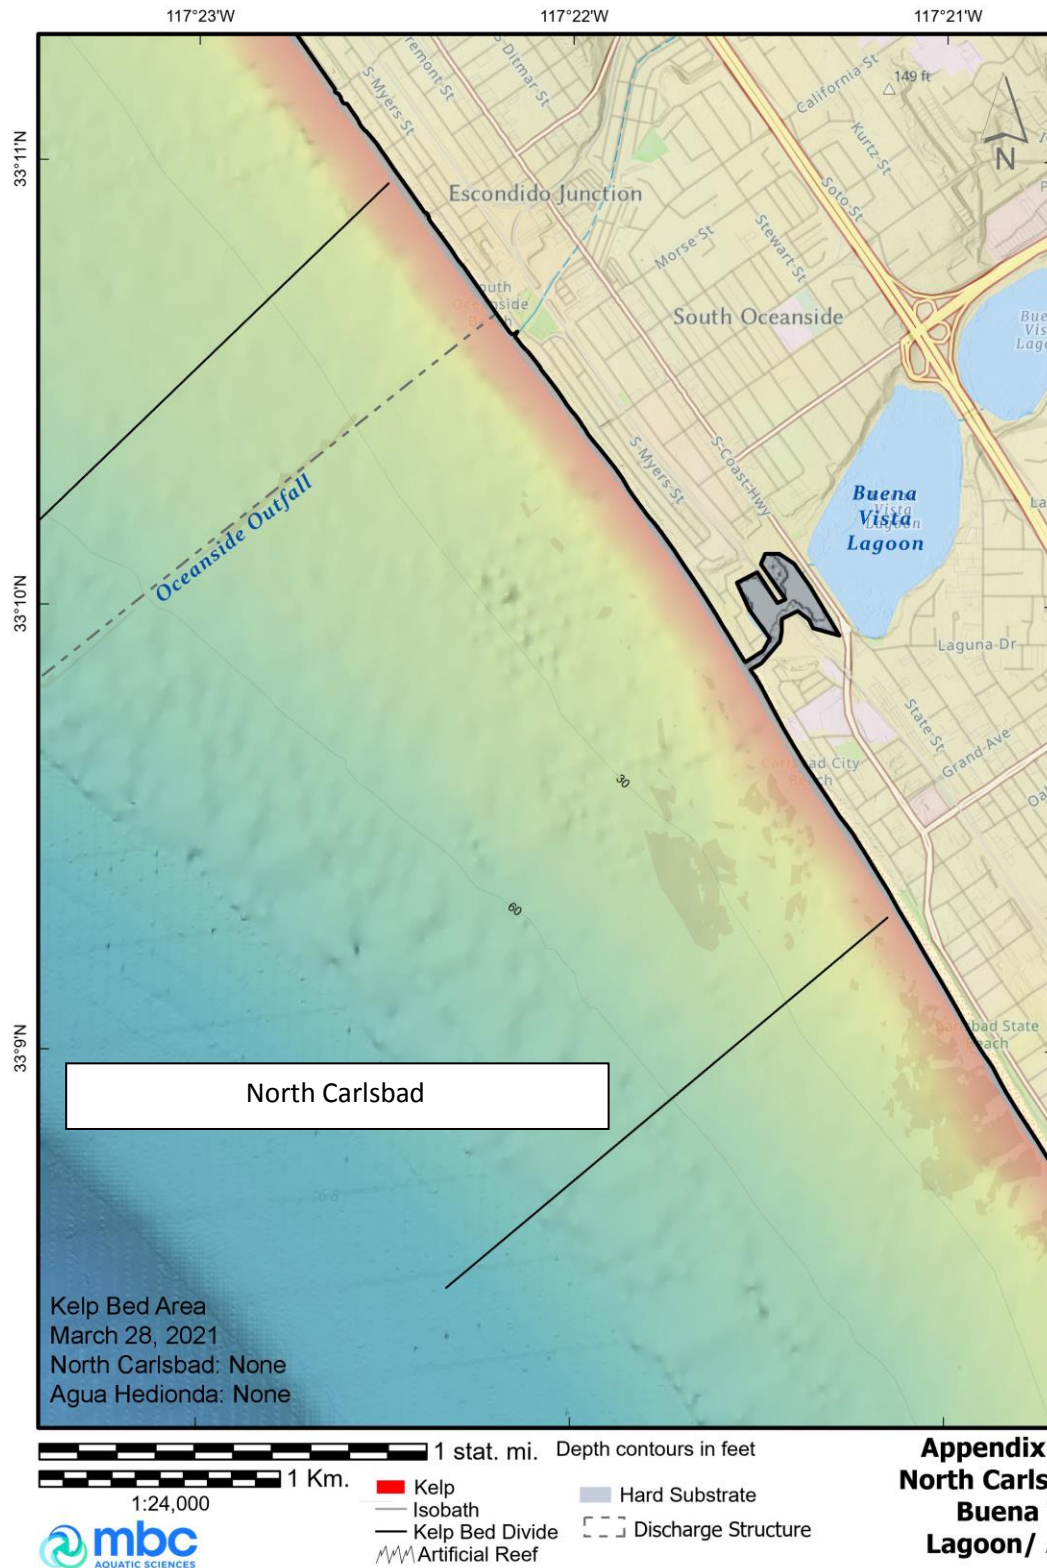 117°23'W
117°22'W
117°21'W
33°11'N
33°10'N
33°9'N
S-Ditmar-St
S-Myers-St
California St
149 ft
Kurtz-St
N
Escondido Junction
Soto-St
Morse St
Stewart-St
South Oceanside
Oceanside Outfall
S-Myers-St
S-Coast-Hwy
Buena
Vista
Lagoon
Laguna Dr
State-St
Grand-Ave
30
60
North Carlsbad
Kelp Bed Area
March 28, 2021
North Carlsbad: None
Agua Hedionda: None
1 stat. mi.
Depth contours in feet
1 Km.
1:24,000
Kelp
Isobath
Kelp Bed Divide
Artificial Reef
Hard Substrate
Discharge Structure
Appendix
North Carls
Buena
Lagoon/
mbc
AQUATIC SCIENCES